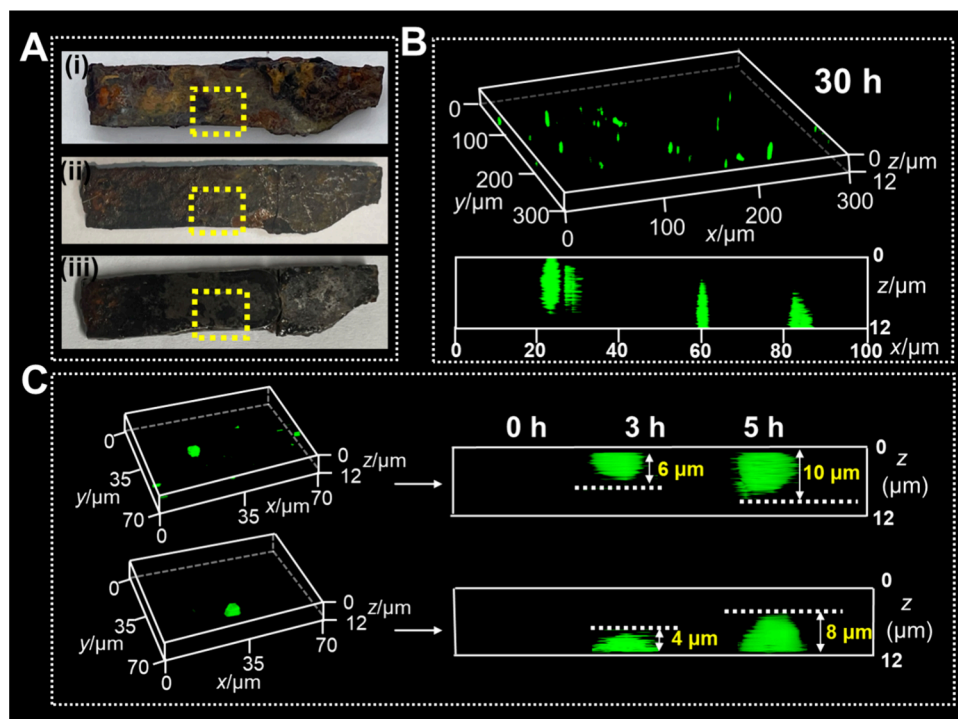 A
(i)
(ii)
(iii)
B
30 h
0
100
200
300
y/µm
0
100
200
300
x/µm
0
z/µm
12
0
z/µm
12
0
20
40
60
80
100
x/µm
C
0
35
y/µm
70
0
35
x/µm
70
0
z/µm
12
0 h
3 h
5 h
6 µm
10 µm
0
z
(µm)
12
0
35
y/µm
70
0
35
x/µm
70
0
z/µm
12
4 µm
8 µm
0
z
(µm)
12